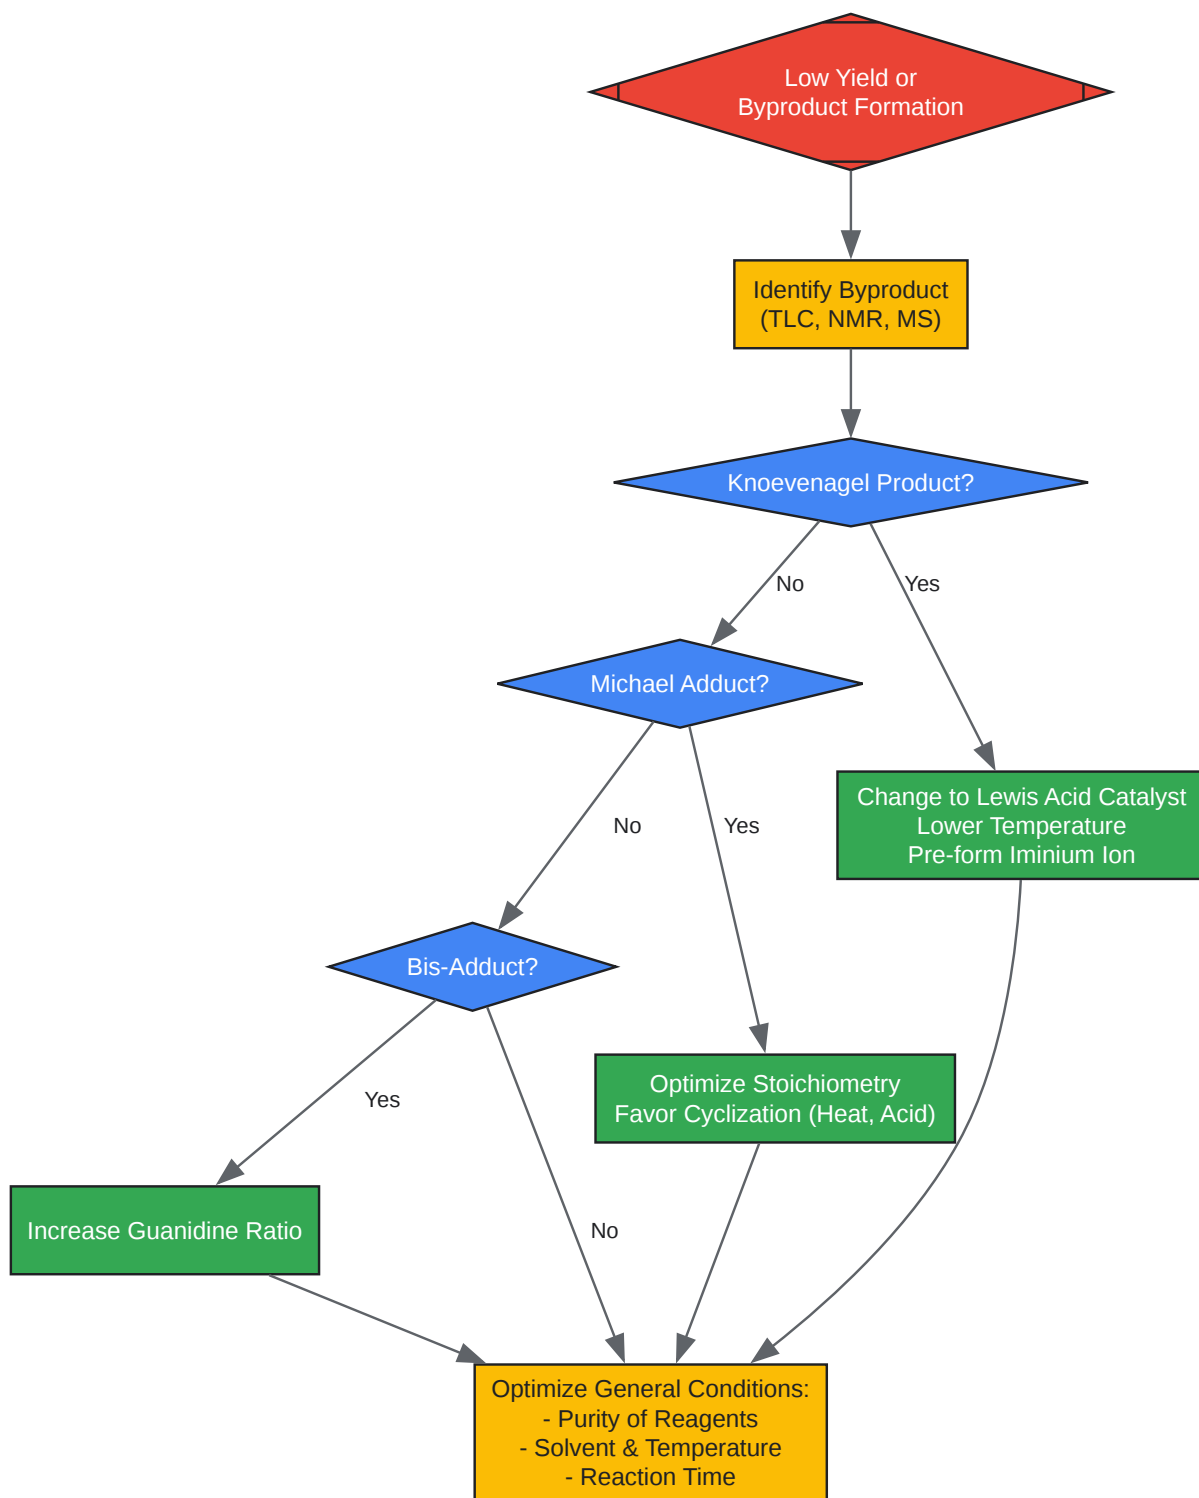 Low Yield or
Byproduct Formation
Identify Byproduct
(TLC, NMR, MS)
Knoevenagel Product?
No
Yes
Michael Adduct?
Change to Lewis Acid Catalyst
Lower Temperature
Pre-form Iminium Ion
No
Yes
Bis-Adduct?
Optimize Stoichiometry
Favor Cyclization (Heat, Acid)
Yes
Increase Guanidine Ratio
No
Optimize General Conditions:
- Purity of Reagents
- Solvent & Temperature
- Reaction Time